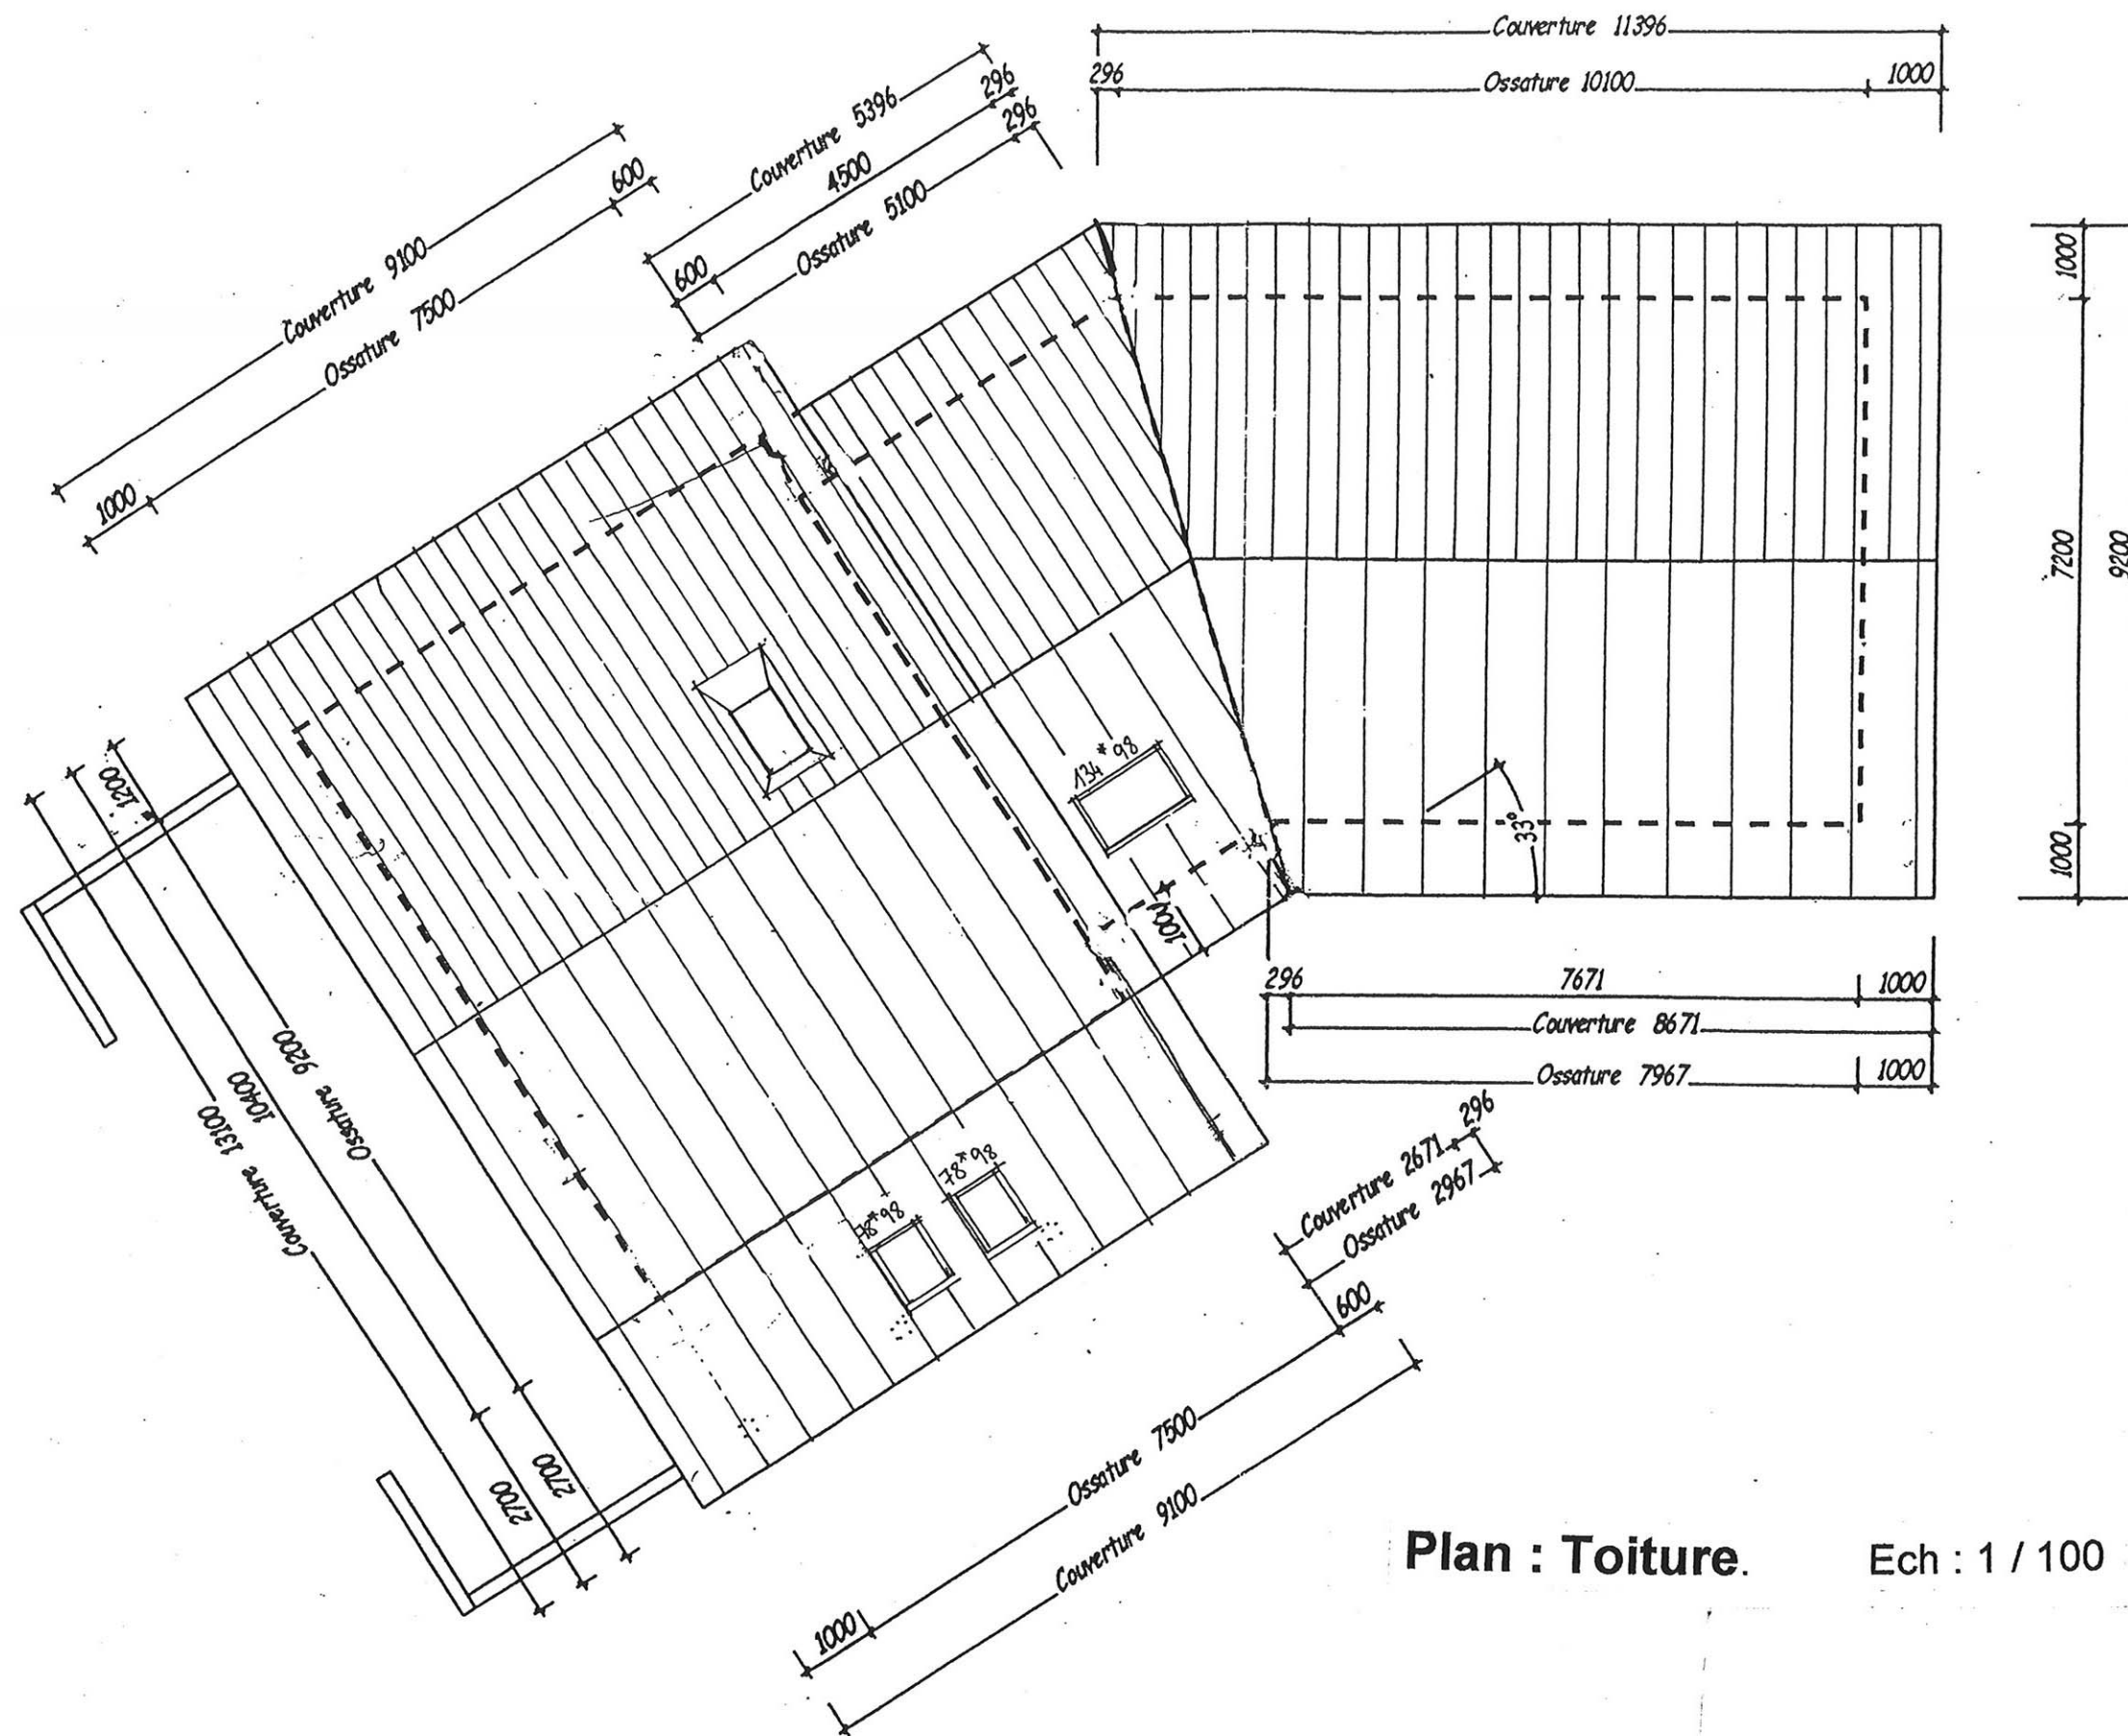 Couverture 11396
296
Ossature 10100
1000
Couverture 5396
296
4500
296
600
Ossature 5100
Couverture 9100
600
Ossature 7500
1000
1000
7200
9200
1000
134*98
33°
1000
1200
Ossature 9200
10400
Couverture 13100
2700
2700
78*98
78*98
296
7671
1000
Couverture 8671
Ossature 7967
1000
296
Couverture 2671
Ossature 2967
600
Ossature 7500
Couverture 9100
1000
Plan : Toiture.
Ech : 1 / 100